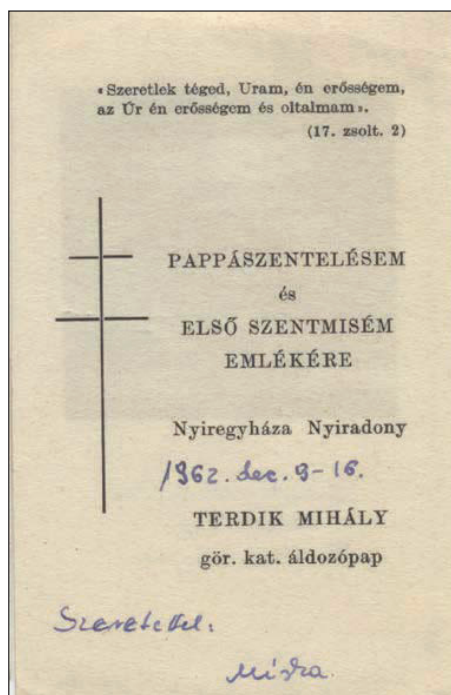 «Szeretlek téged, Uram, én erősségem,
az Úr én erősségem és oltalmam».
(17. zsolt. 2)
PAPPÁSZENTELÉSEM
és
ELSŐ SZENTMISÉM
EMLÉKÉRE
Nyiregyháza Nyiradony
1962. dec. 9-16.
TERDIK MIHÁLY
gör. kat. áldozópap
Szeretettel:
Miska